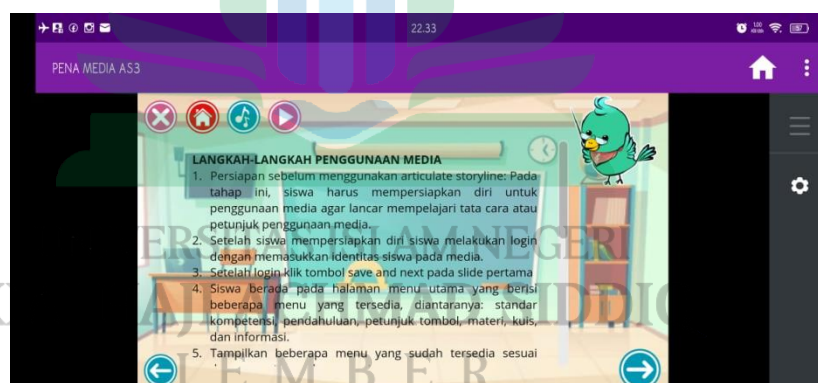 22.33
PENA MEDIA AS3
LANGKAH-LANGKAH PENGGUNAAN MEDIA
1. Persiapan sebelum menggunakan articulate storyline: Pada
tahap ini, siswa harus mempersiapkan diri untuk
penggunaan media agar lancar mempelajari tata cara atau
petunjuk penggunaan media.
2. Setelah siswa mempersiapkan diri siswa melakukan login
dengan memasukkan identitas siswa pada media.
3. Setelah login klik tombol save and next pada slide pertama
4. Siswa berada pada halaman menu utama yang berisi
beberapa menu yang tersedia, diantaranya: standar
kompetensi, pendahuluan, petunjuk tombol, materi, kuis,
dan informasi.
5. Tampilkan beberapa menu yang sudah tersedia sesuai
ISLAM NEGERI
JEMBER